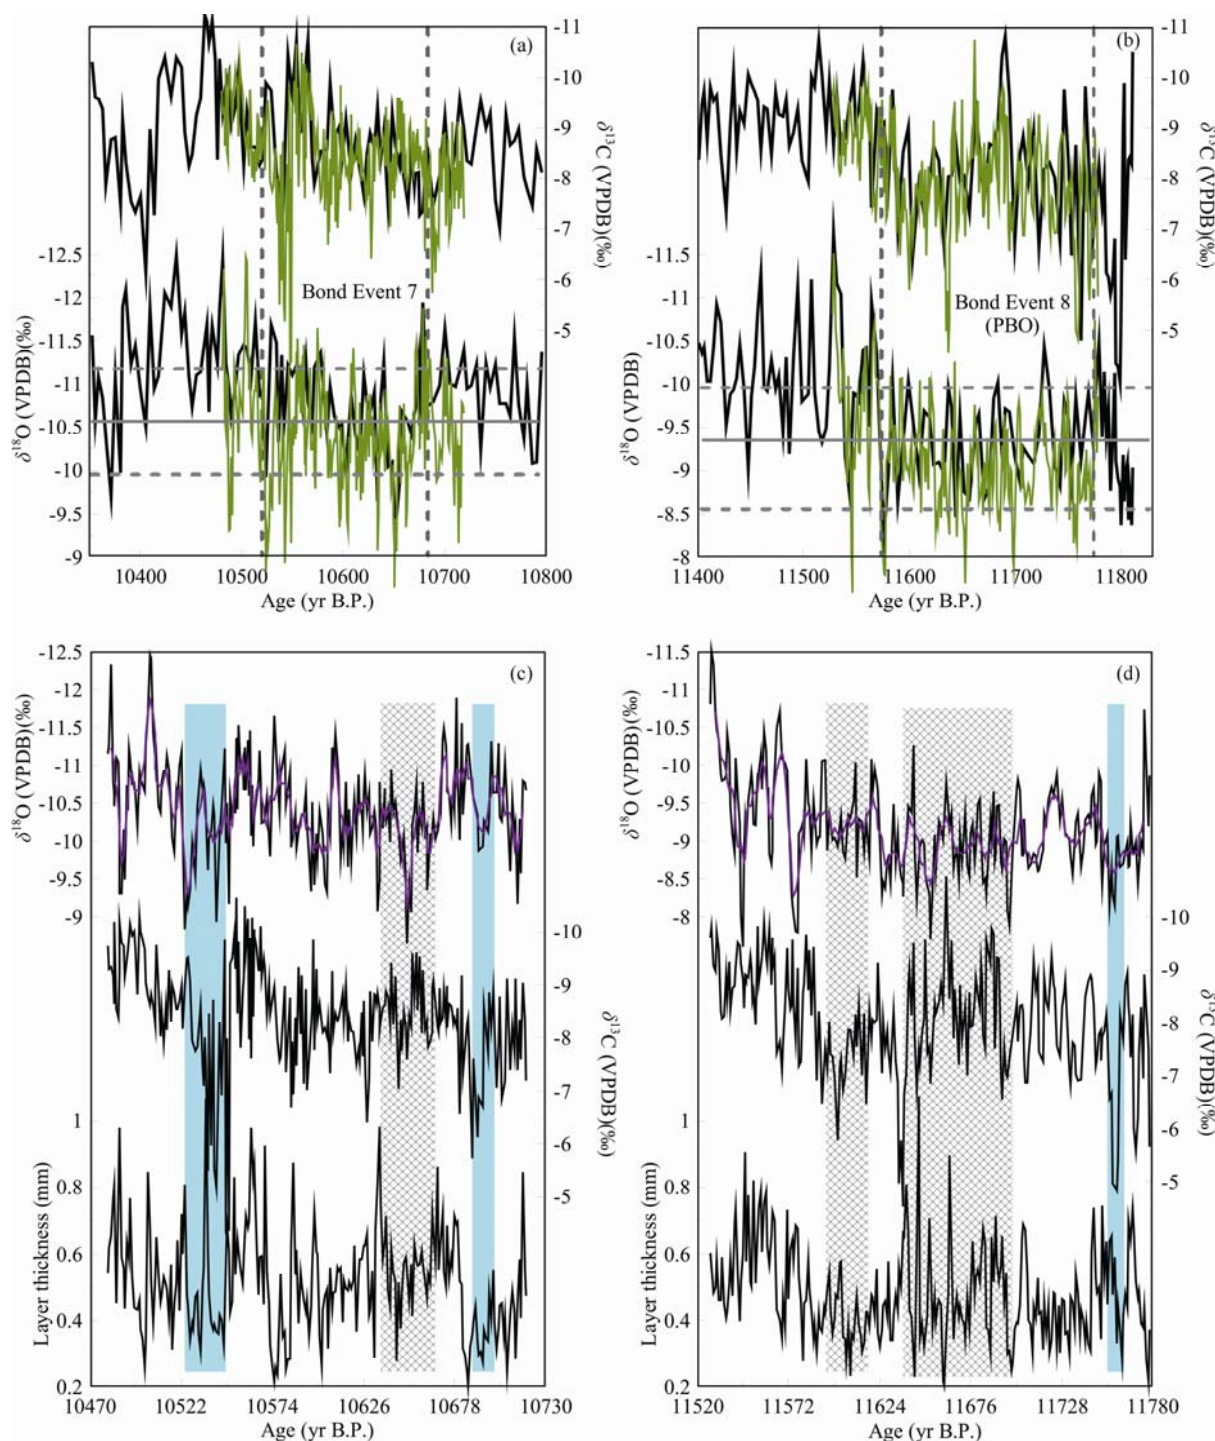 (a)
-11
-10
-9
-8
-7
-6
-5
δ13C (VPDB)(‰)
-12.5
-12
-11.5
-11
-10.5
-10
-9.5
-9
δ18O (VPDB)(‰)
Bond Event 7
10400 10500 10600 10700 10800
Age (yr B.P.)
(b)
-11
-10
-9
-8
-7
-6
-5
δ13C (VPDB)(‰)
-11.5
-11
-10.5
-10
-9.5
-9
-8.5
-8
δ18O (VPDB)
Bond Event 8
(PBO)
11400 11500 11600 11700 11800
Age (yr B.P.)
(c)
-12.5
-12
-11.5
-11
-10.5
-10
-9.5
-9
δ18O (VPDB)(‰)
-10
-9
-8
-7
-6
-5
δ13C (VPDB)(‰)
1
0.8
0.6
0.4
0.2
Layer thickness (mm)
10470 10522 10574 10626 10678 10730
Age (yr B.P.)
(d)
-11.5
-11
-10.5
-10
-9.5
-9
-8.5
-8
δ18O (VPDB)(‰)
-10
-9
-8
-7
-6
-5
δ13C (VPDB)(‰)
1
0.8
0.6
0.4
0.2
Layer thickness (mm)
11520 11572 11624 11676 11728 11780
Age (yr B.P.)